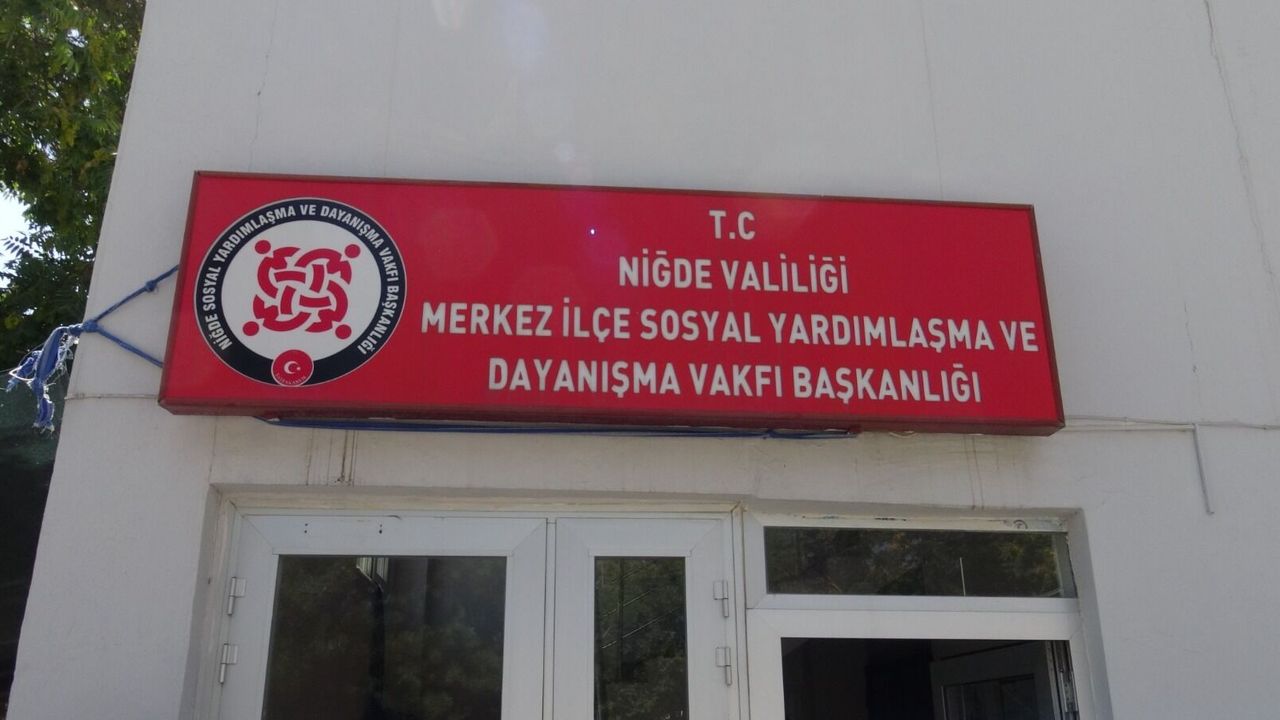 T.C
NİĞDE VALİLİĞİ
MERKEZ İLÇE SOSYAL YARDIMLAŞMA VE
DAYANIŞMA VAKFI BAŞKANLIĞI
NİĞDE SOSYAL YARDIMLAŞMA VE DAYANIŞMA VAKFI BAŞKANLIĞI